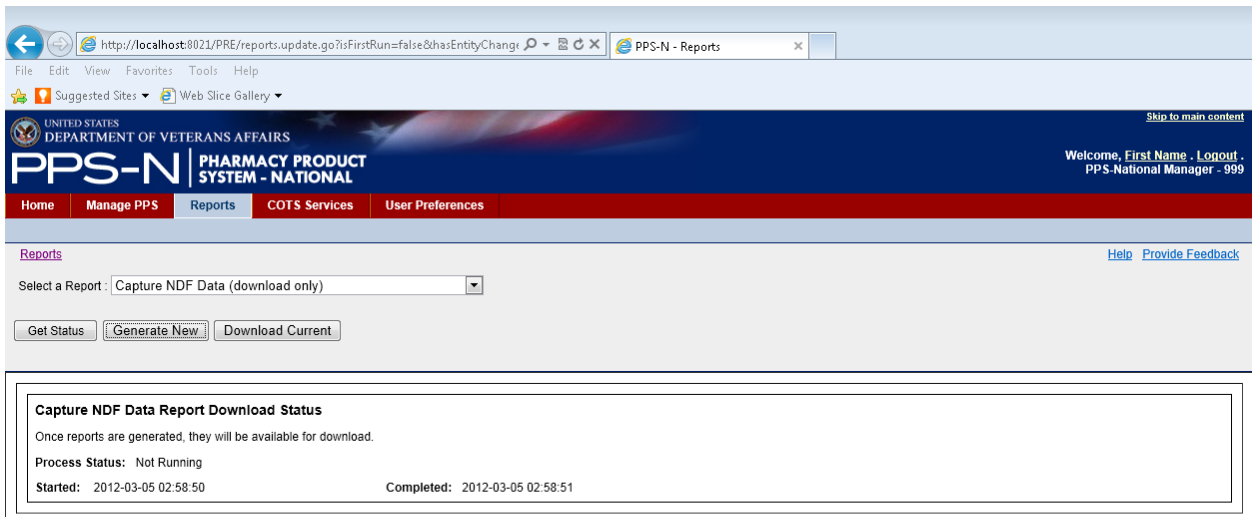 http://localhost:8021/PRE/reports.update.go?isFirstRun=false&hasEntityChange PPS-N - Reports
File Edit View Favorites Tools Help
Suggested Sites Web Slice Gallery
Skip to main content
UNITED STATES
DEPARTMENT OF VETERANS AFFAIRS
PPS-N PHARMACY PRODUCT
SYSTEM - NATIONAL
Welcome, First Name . Logout .
PPS-National Manager - 999
Home Manage PPS Reports COTS Services User Preferences
Reports Help Provide Feedback
Select a Report : Capture NDF Data (download only)
Get Status Generate New Download Current
Capture NDF Data Report Download Status
Once reports are generated, they will be available for download.
Process Status: Not Running
Started: 2012-03-05 02:58:50 Completed: 2012-03-05 02:58:51